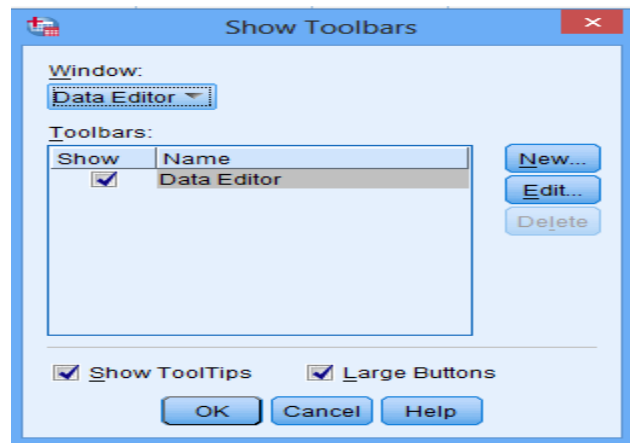 Show Toolbars
Window:
Data Editor
Toolbars:
Show Name
Data Editor
New...
Edit...
Delete
Show ToolTips Large Buttons
OK Cancel Help